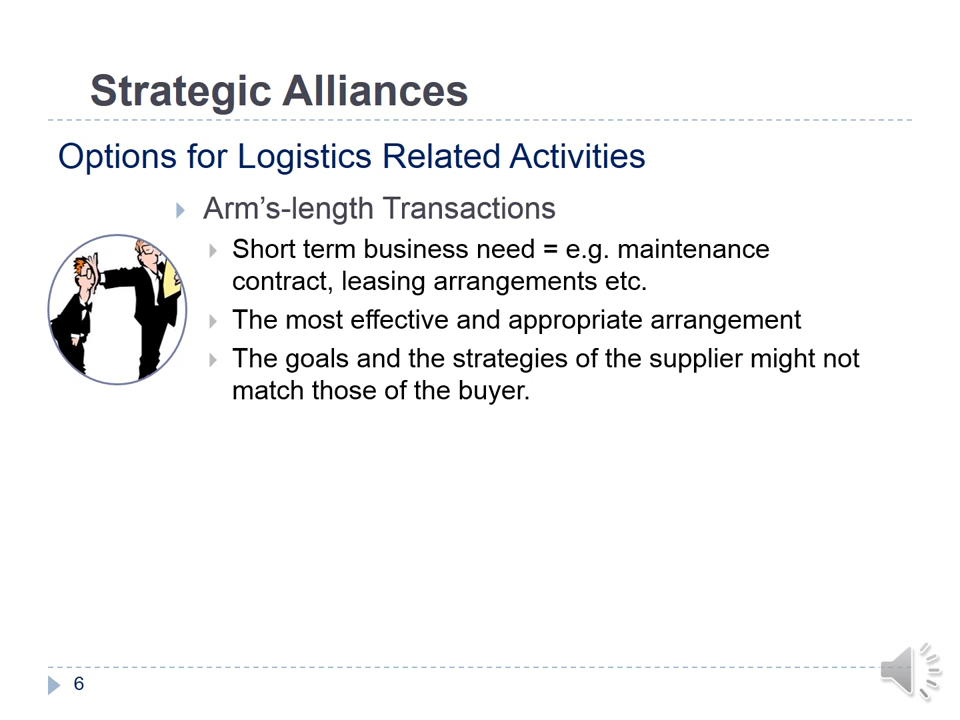 Strategic Alliances
Options for Logistics Related Activities
Arm’s-length Transactions
Short term business need = e.g. maintenance
contract, leasing arrangements etc.
The most effective and appropriate arrangement
The goals and the strategies of the supplier might not
match those of the buyer.
6